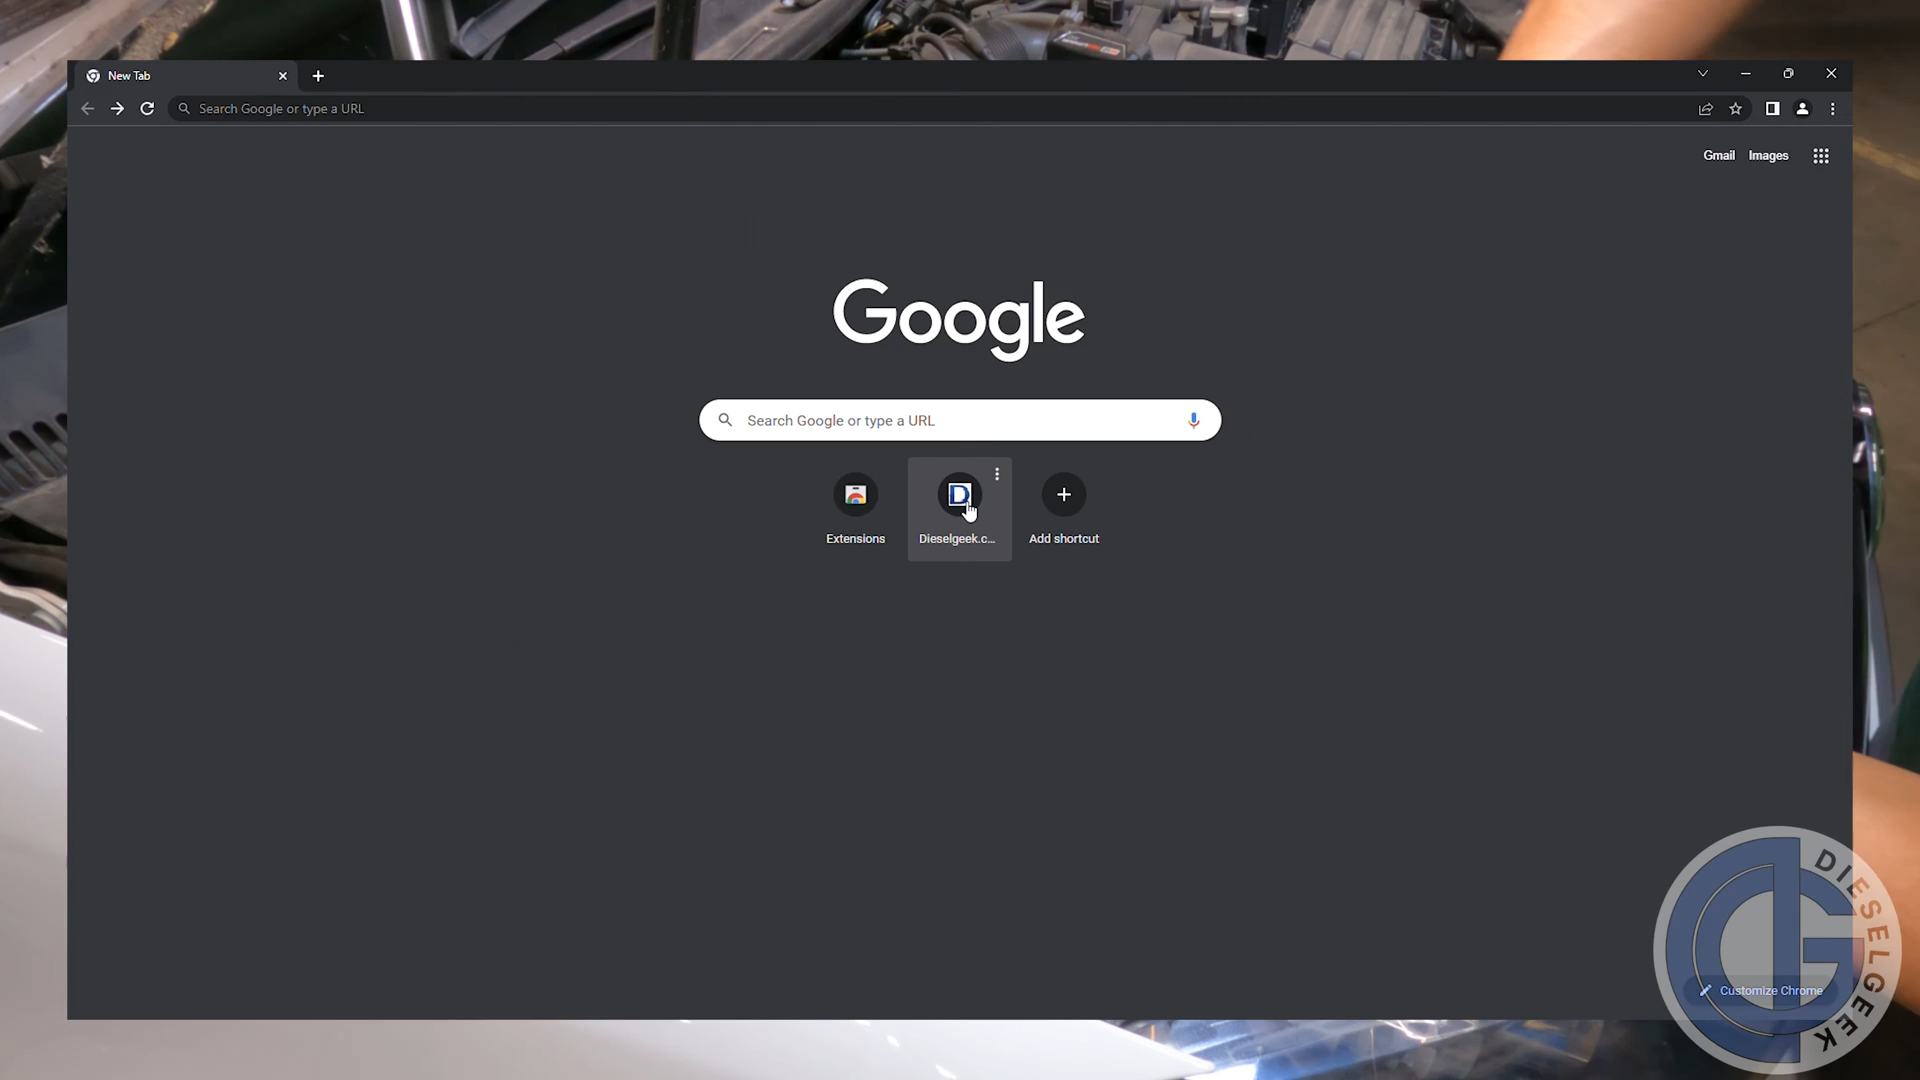 New Tab
Search Google or type a URL
Gmail Images
Google
Search Google or type a URL
Extensions
Dieselgeek.c...
Add shortcut
Customize Chrome
DIESELGEEK